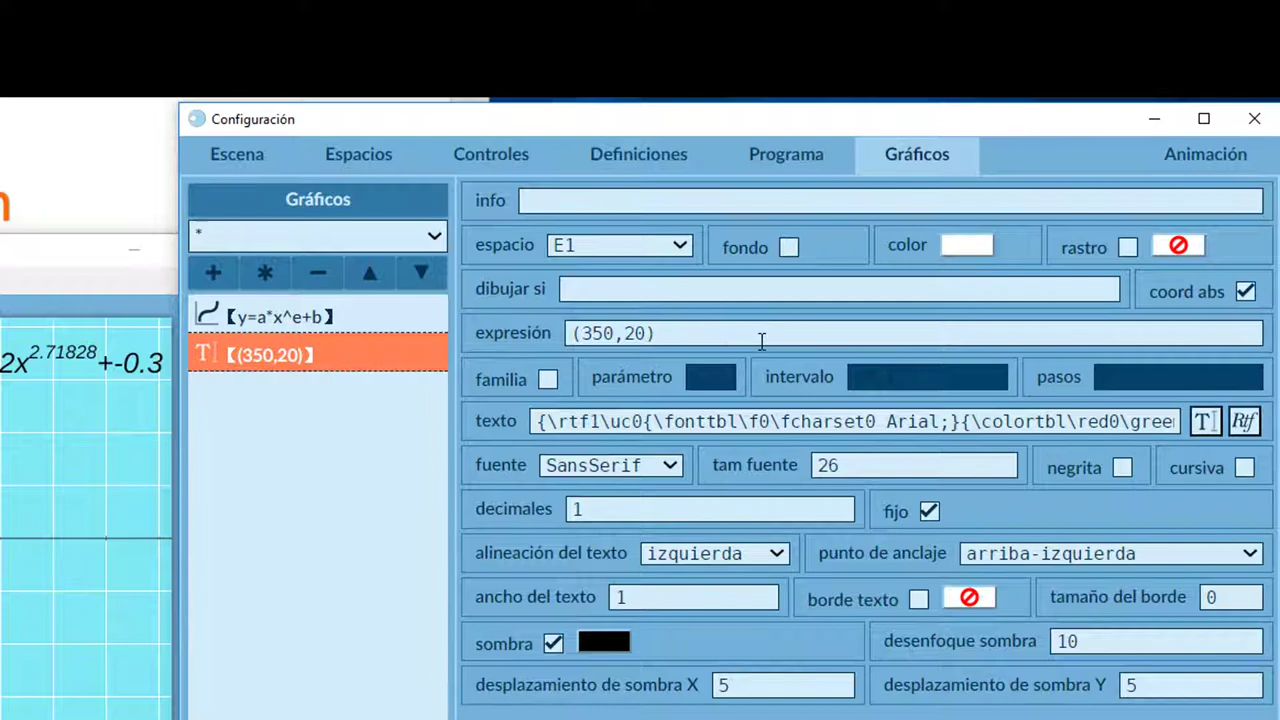 Configuración
Escena Espacios Controles Definiciones Programa Gráficos Animación
Gráficos
*
【y=a*x^e+b】
T 【(350,20)】
n
2x^2.71828+-0.3
info
espacio E1 fondo color rastro
dibujar si coord abs
expresión (350,20)
familia parámetro intervalo pasos
texto {\rtf1\uc0{\fonttbl\f0\fcharset0 Arial;}{\colortbl\red0\gree T Rtf
fuente SansSerif tam fuente 26 negrita cursiva
decimales 1 fijo
alineación del texto izquierda punto de anclaje arriba-izquierda
ancho del texto 1 borde texto tamaño del borde 0
sombra desenfoque sombra 10
desplazamiento de sombra X 5 desplazamiento de sombra Y 5